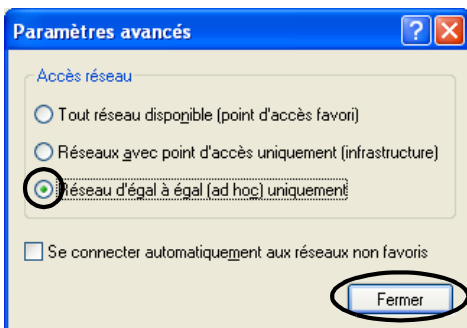 Paramètres avancés
Accès réseau
Tout réseau disponible (point d'accès favori)
Réseaux avec point d'accès uniquement (infrastructure)
Réseau d'égal à égal (ad hoc) uniquement
Se connecter automatiquement aux réseaux non favoris
Fermer